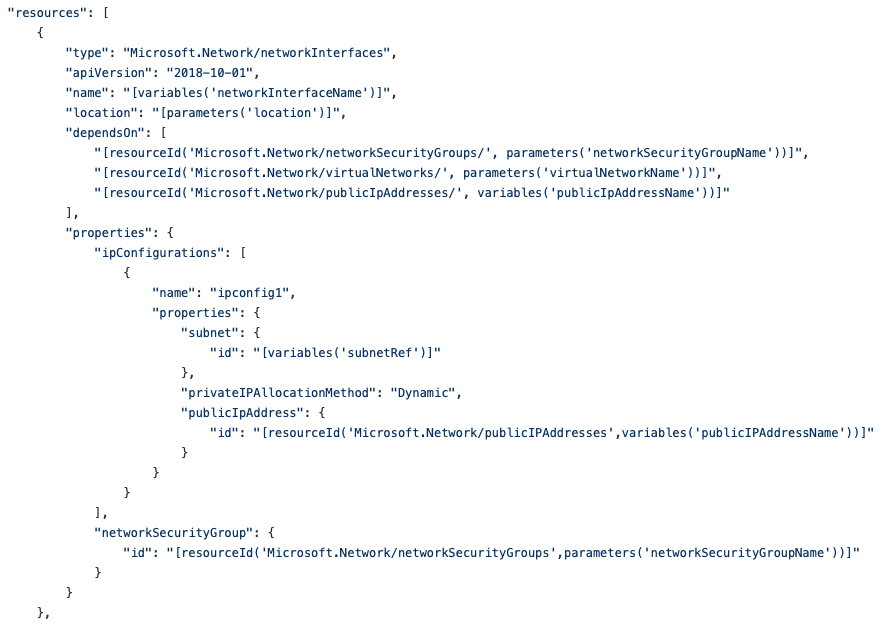 "resources": [
    {
        "type": "Microsoft.Network/networkInterfaces",
        "apiVersion": "2018-10-01",
        "name": "[variables('networkInterfaceName')]",
        "location": "[parameters('location')]",
        "dependsOn": [
            "[resourceId('Microsoft.Network/networkSecurityGroups/', parameters('networkSecurityGroupName'))]",
            "[resourceId('Microsoft.Network/virtualNetworks/', parameters('virtualNetworkName'))]",
            "[resourceId('Microsoft.Network/publicIpAddresses/', variables('publicIpAddressName'))]"
        ],
        "properties": {
            "ipConfigurations": [
                {
                    "name": "ipconfig1",
                    "properties": {
                        "subnet": {
                            "id": "[variables('subnetRef')]"
                        },
                        "privateIPAllocationMethod": "Dynamic",
                        "publicIpAddress": {
                            "id": "[resourceId('Microsoft.Network/publicIPAddresses',variables('publicIPAddressName'))]"
                        }
                    }
                }
            ],
            "networkSecurityGroup": {
                "id": "[resourceId('Microsoft.Network/networkSecurityGroups',parameters('networkSecurityGroupName'))]"
            }
        }
    },